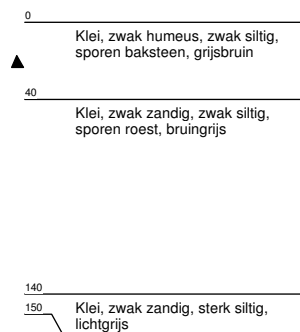 0
Klei, zwak humeus, zwak siltig,
sporen baksteen, grijsbruin
40
Klei, zwak zandig, zwak siltig,
sporen roest, bruingrijs
140
150
Klei, zwak zandig, sterk siltig,
lichtgrijs